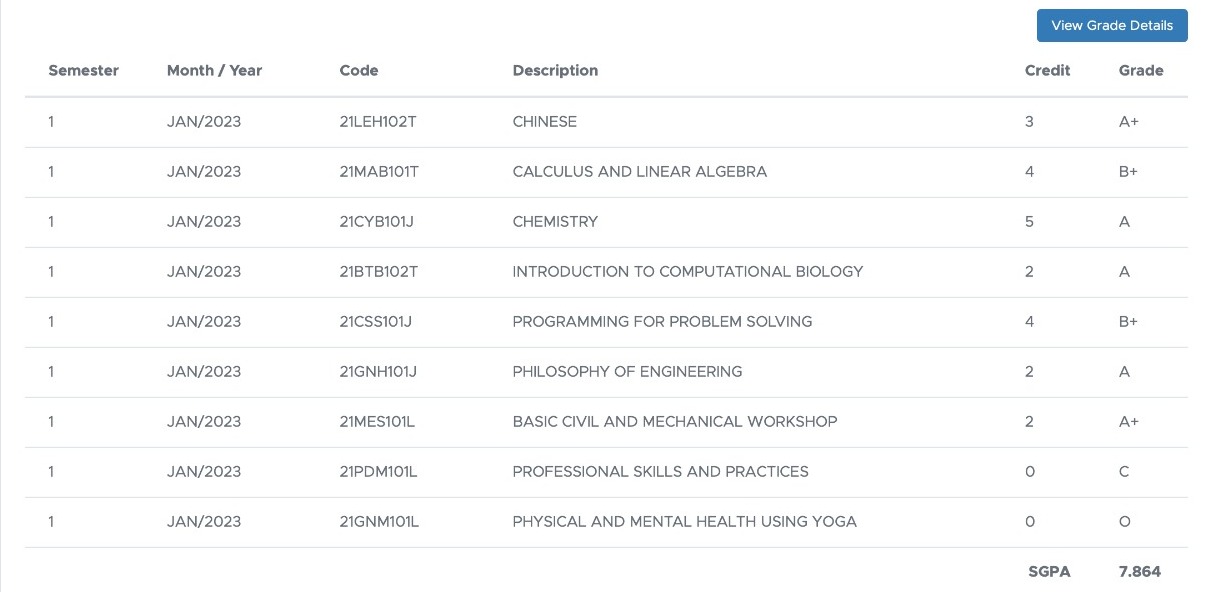 View Grade Details
Semester Month / Year Code Description Credit Grade
1 JAN/2023 21LEH102T CHINESE 3 A+
1 JAN/2023 21MAB101T CALCULUS AND LINEAR ALGEBRA 4 B+
1 JAN/2023 21CYB101J CHEMISTRY 5 A
1 JAN/2023 21BTB102T INTRODUCTION TO COMPUTATIONAL BIOLOGY 2 A
1 JAN/2023 21CSS101J PROGRAMMING FOR PROBLEM SOLVING 4 B+
1 JAN/2023 21GNH101J PHILOSOPHY OF ENGINEERING 2 A
1 JAN/2023 21MES101L BASIC CIVIL AND MECHANICAL WORKSHOP 2 A+
1 JAN/2023 21PDM101L PROFESSIONAL SKILLS AND PRACTICES 0 C
1 JAN/2023 21GNM101L PHYSICAL AND MENTAL HEALTH USING YOGA 0 O
SGPA 7.864